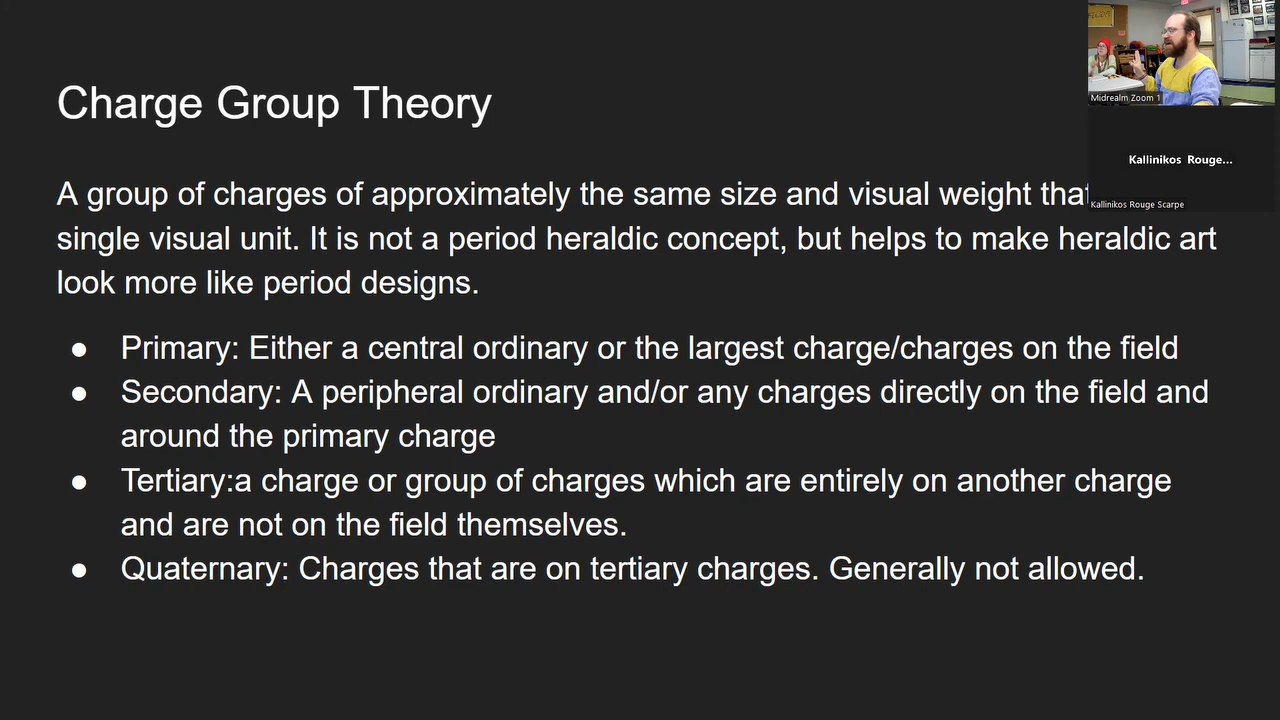 Charge Group Theory
A group of charges of approximately the same size and visual weight that
single visual unit. It is not a period heraldic concept, but helps to make heraldic art
look more like period designs.
● Primary: Either a central ordinary or the largest charge/charges on the field
● Secondary: A peripheral ordinary and/or any charges directly on the field and
around the primary charge
● Tertiary:a charge or group of charges which are entirely on another charge
and are not on the field themselves.
● Quaternary: Charges that are on tertiary charges. Generally not allowed.
Midrealm Zoom 1
Kallinikos Rouge...
Kallinikos Rouge Scarpe